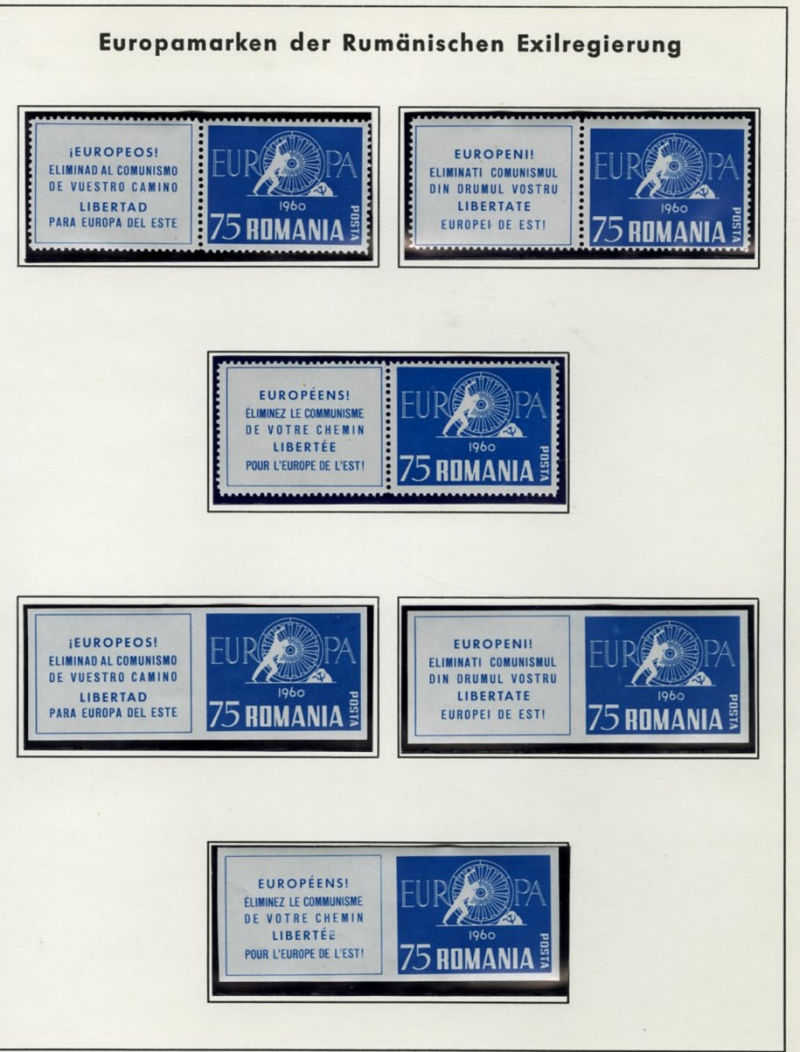 Europamarken der Rumänischen Exilregierung
¡EUROPEOS!
ELIMINAD AL COMUNISMO
DE VUESTRO CAMINO
LIBERTAD
PARA EUROPA DEL ESTE
EUROPA
1960
75 ROMANIA
POSTA
EUROPENI!
ELIMINATI COMUNISMUL
DIN DRUMUL VOSTRU
LIBERTATE
EUROPEI DE EST!
EUROPA
1960
75 ROMANIA
POSTA
EUROPÉENS!
ÉLIMINEZ LE COMMUNISME
DE VOTRE CHEMIN
LIBERTÉE
POUR L'EUROPE DE L'EST!
EUROPA
1960
75 ROMANIA
POSTA
¡EUROPEOS!
ELIMINAD AL COMUNISMO
DE VUESTRO CAMINO
LIBERTAD
PARA EUROPA DEL ESTE
EUROPA
1960
75 ROMANIA
POSTA
EUROPENI!
ELIMINATI COMUNISMUL
DIN DRUMUL VOSTRU
LIBERTATE
EUROPEI DE EST!
EUROPA
1960
75 ROMANIA
POSTA
EUROPÉENS!
ÉLIMINEZ LE COMMUNISME
DE VOTRE CHEMIN
LIBERTÉE
POUR L'EUROPE DE L'EST!
EUROPA
1960
75 ROMANIA
POSTA